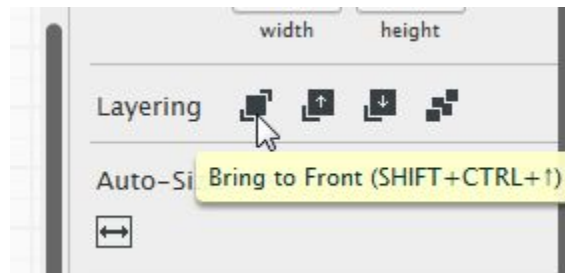 width height
Layering
Bring to Front (SHIFT+CTRL+↑)
Auto-Si